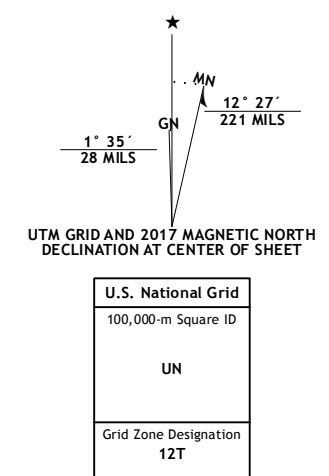 ★
MN
GN
12° 27´
221 MILS
1° 35´
28 MILS
UTM GRID AND 2017 MAGNETIC NORTH
DECLINATION AT CENTER OF SHEET
U.S. National Grid
100,000-m Square ID
UN
Grid Zone Designation
12T